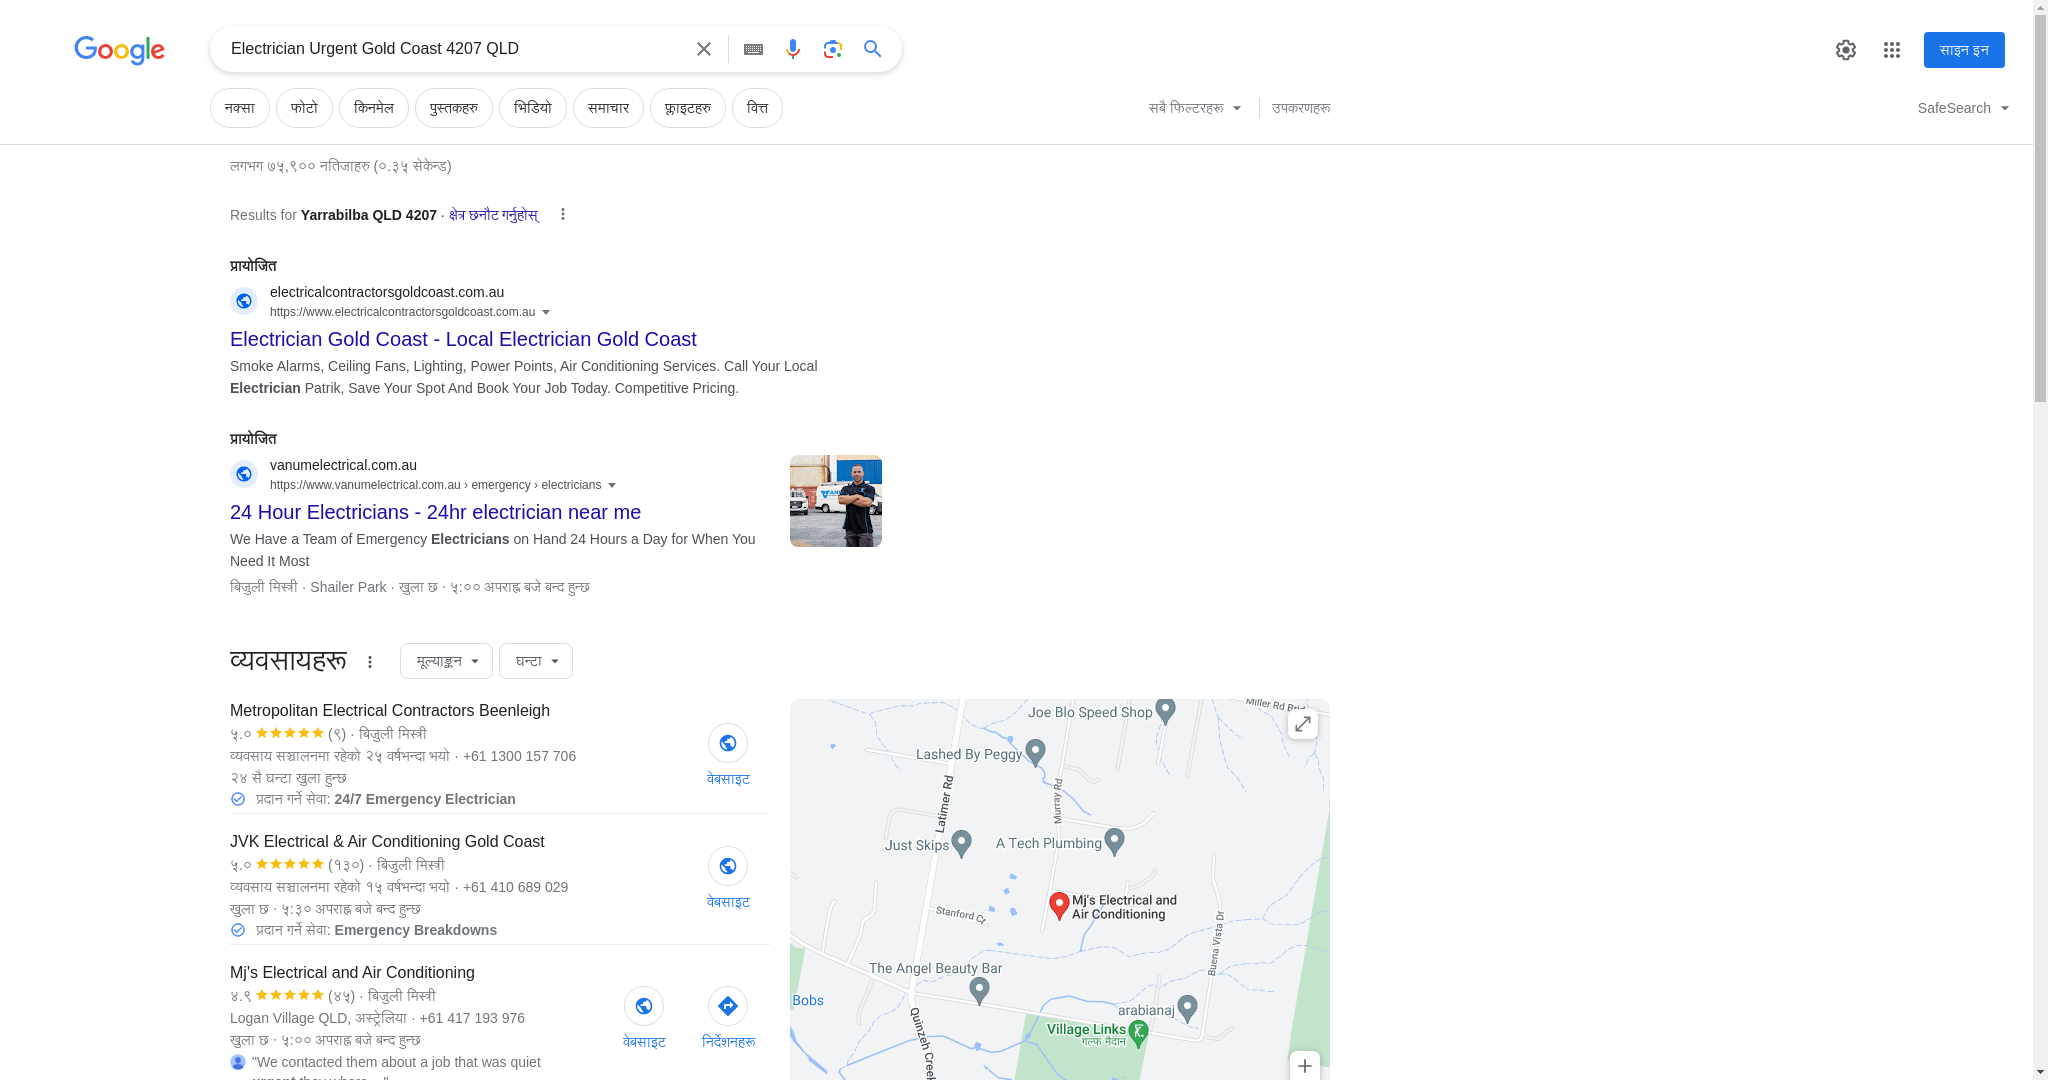 Google
Electrician Urgent Gold Coast 4207 QLD
साइन इन
नक्सा
फोटो
किनमेल
पुस्तकहरु
भिडियो
समाचार
फ्लाइटहरु
वित्त
सबै फिल्टरहरू
उपकरणहरू
SafeSearch
लगभग ७५,९०० नतिजाहरु (०.३५ सेकेन्ड)
Results for Yarrabilba QLD 4207 · क्षेत्र छनौट गर्नुहोस्
प्रायोजित
electricalcontractorsgoldcoast.com.au
https://www.electricalcontractorsgoldcoast.com.au
Electrician Gold Coast - Local Electrician Gold Coast
Smoke Alarms, Ceiling Fans, Lighting, Power Points, Air Conditioning Services. Call Your Local
Electrician Patrik, Save Your Spot And Book Your Job Today. Competitive Pricing.
प्रायोजित
vanumelectrical.com.au
https://www.vanumelectrical.com.au › emergency › electricians
24 Hour Electricians - 24hr electrician near me
We Have a Team of Emergency Electricians on Hand 24 Hours a Day for When You
Need It Most
बिजुली मिस्त्री · Shailer Park · खुला छ · ५:०० अपराह्न बजे बन्द हुन्छ
व्यवसायहरू
मूल्याङ्कन
घन्टा
Metropolitan Electrical Contractors Beenleigh
५.० (९) · बिजुली मिस्त्री
व्यवसाय सञ्चालनमा रहेको २५ वर्षभन्दा भयो · +61 1300 157 706
२४ सै घन्टा खुला हुन्छ
प्रदान गर्ने सेवा: 24/7 Emergency Electrician
वेबसाइट
JVK Electrical & Air Conditioning Gold Coast
५.० (१३०) · बिजुली मिस्त्री
व्यवसाय सञ्चालनमा रहेको १५ वर्षभन्दा भयो · +61 410 689 029
खुला छ · ५:३० अपराह्न बजे बन्द हुन्छ
प्रदान गर्ने सेवा: Emergency Breakdowns
वेबसाइट
Mj's Electrical and Air Conditioning
४.९ (४५) · बिजुली मिस्त्री
Logan Village QLD, अस्ट्रेलिया · +61 417 193 976
खुला छ · ५:०० अपराह्न बजे बन्द हुन्छ
"We contacted them about a job that was quiet
वेबसाइट
निर्देशनहरू
Miller Rd
Joe Blo Speed Shop
Lashed By Peggy
Latimer Rd
Murray Rd
Just Skips
A Tech Plumbing
Mj's Electrical and
Air Conditioning
Stanford Ct
Buena Vista Dr
The Angel Beauty Bar
Bobs
arabianaj
Village Links
गल्फ मैदान
Quinzeh Creek